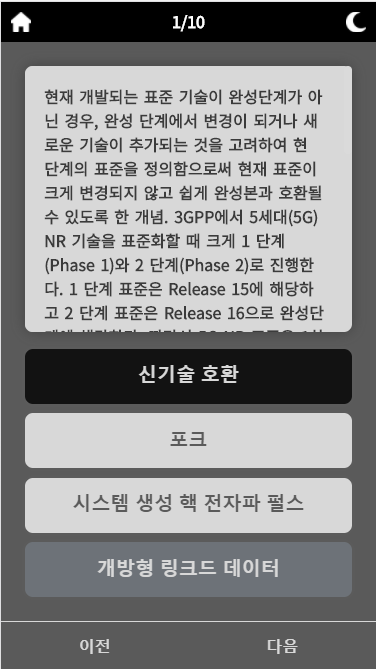 1/10
현재 개발되는 표준 기술이 완성단계가 아
닌 경우, 완성 단계에서 변경이 되거나 새
로운 기술이 추가되는 것을 고려하여 현
단계의 표준을 정의함으로써 현재 표준이
크게 변경되지 않고 쉽게 완성본과 호환될
수 있도록 한 개념. 3GPP에서 5세대(5G)
NR 기술을 표준화할 때 크게 1 단계
(Phase 1)와 2 단계(Phase 2)로 진행한
다. 1 단계 표준은 Release 15에 해당하
고 2 단계 표준은 Release 16으로 완성단
신기술 호환
포크
시스템 생성 핵 전자파 펄스
개방형 링크드 데이터
이전
다음